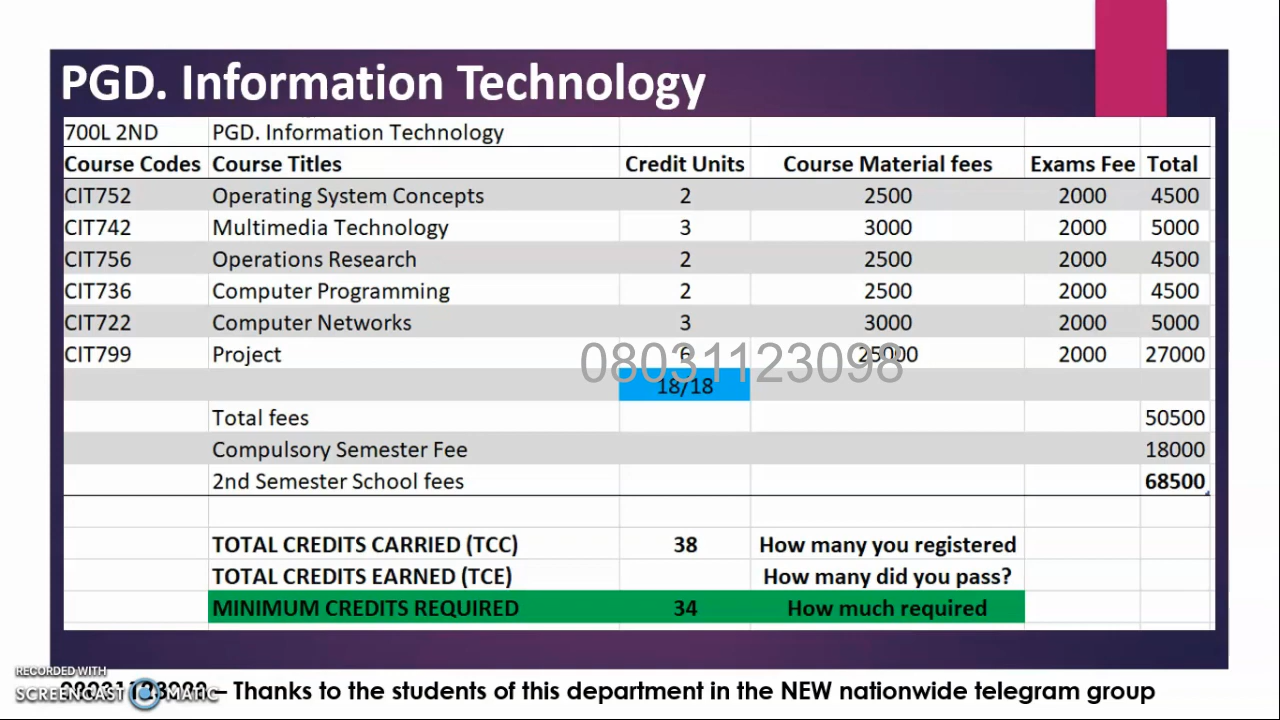 PGD. Information Technology
700L 2ND PGD. Information Technology
Course Codes Course Titles Credit Units Course Material fees Exams Fee Total
CIT752 Operating System Concepts 2 2500 2000 4500
CIT742 Multimedia Technology 3 3000 2000 5000
CIT756 Operations Research 2 2500 2000 4500
CIT736 Computer Programming 2 2500 2000 4500
CIT722 Computer Networks 3 3000 2000 5000
CIT799 Project 6 25000 2000 27000
08031123098
18/18
Total fees 50500
Compulsory Semester Fee 18000
2nd Semester School fees 68500
TOTAL CREDITS CARRIED (TCC) 38 How many you registered
TOTAL CREDITS EARNED (TCE) How many did you pass?
MINIMUM CREDITS REQUIRED 34 How much required
RECORDED WITH
SCREENCAST-O-MATIC
– Thanks to the students of this department in the NEW nationwide telegram group